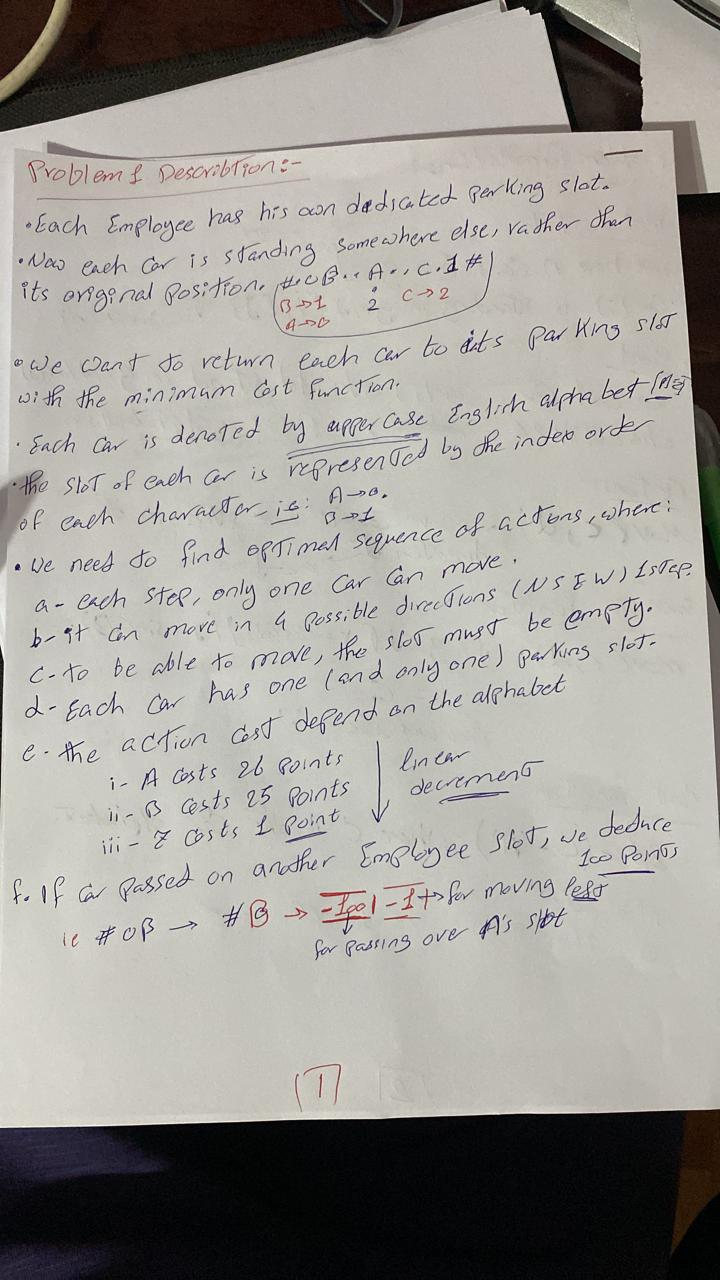 Problem 1 Describtion:-
• Each Employee has his own dedicated parking slot.
• Now each car is standing somewhere else, rather than
its original position. #.0B..A..C.1#
B→1 2 C→2
A→0
• We want to return each car to its parking slot
with the minimum cost function.
• Each car is denoted by upper case English alphabet [A-Z]
• the slot of each car is represented by the index order
of each character ie: A→0.
B→1
• We need to find optimal sequence of actions, where:
a- each step, only one car can move.
b- it can move in 4 possible directions (N S E W) 1 step.
c- to be able to move, the slot must be empty.
d- Each car has one (and only one) parking slot.
e- the action cost depend on the alphabet
i- A costs 26 points
ii- B costs 25 points
iii- Z costs 1 point
linear
decrement
f. If car passed on another Employee slot, we deduce
100 points
ie #0B → #B → -100 -1 → for moving left
for passing over A's slot
1